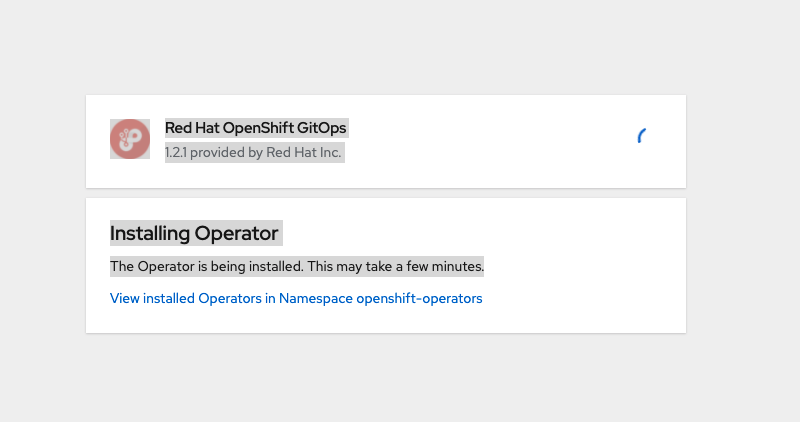 Red Hat OpenShift GitOps
1.2.1 provided by Red Hat Inc.
Installing Operator
The Operator is being installed. This may take a few minutes.
View installed Operators in Namespace openshift-operators